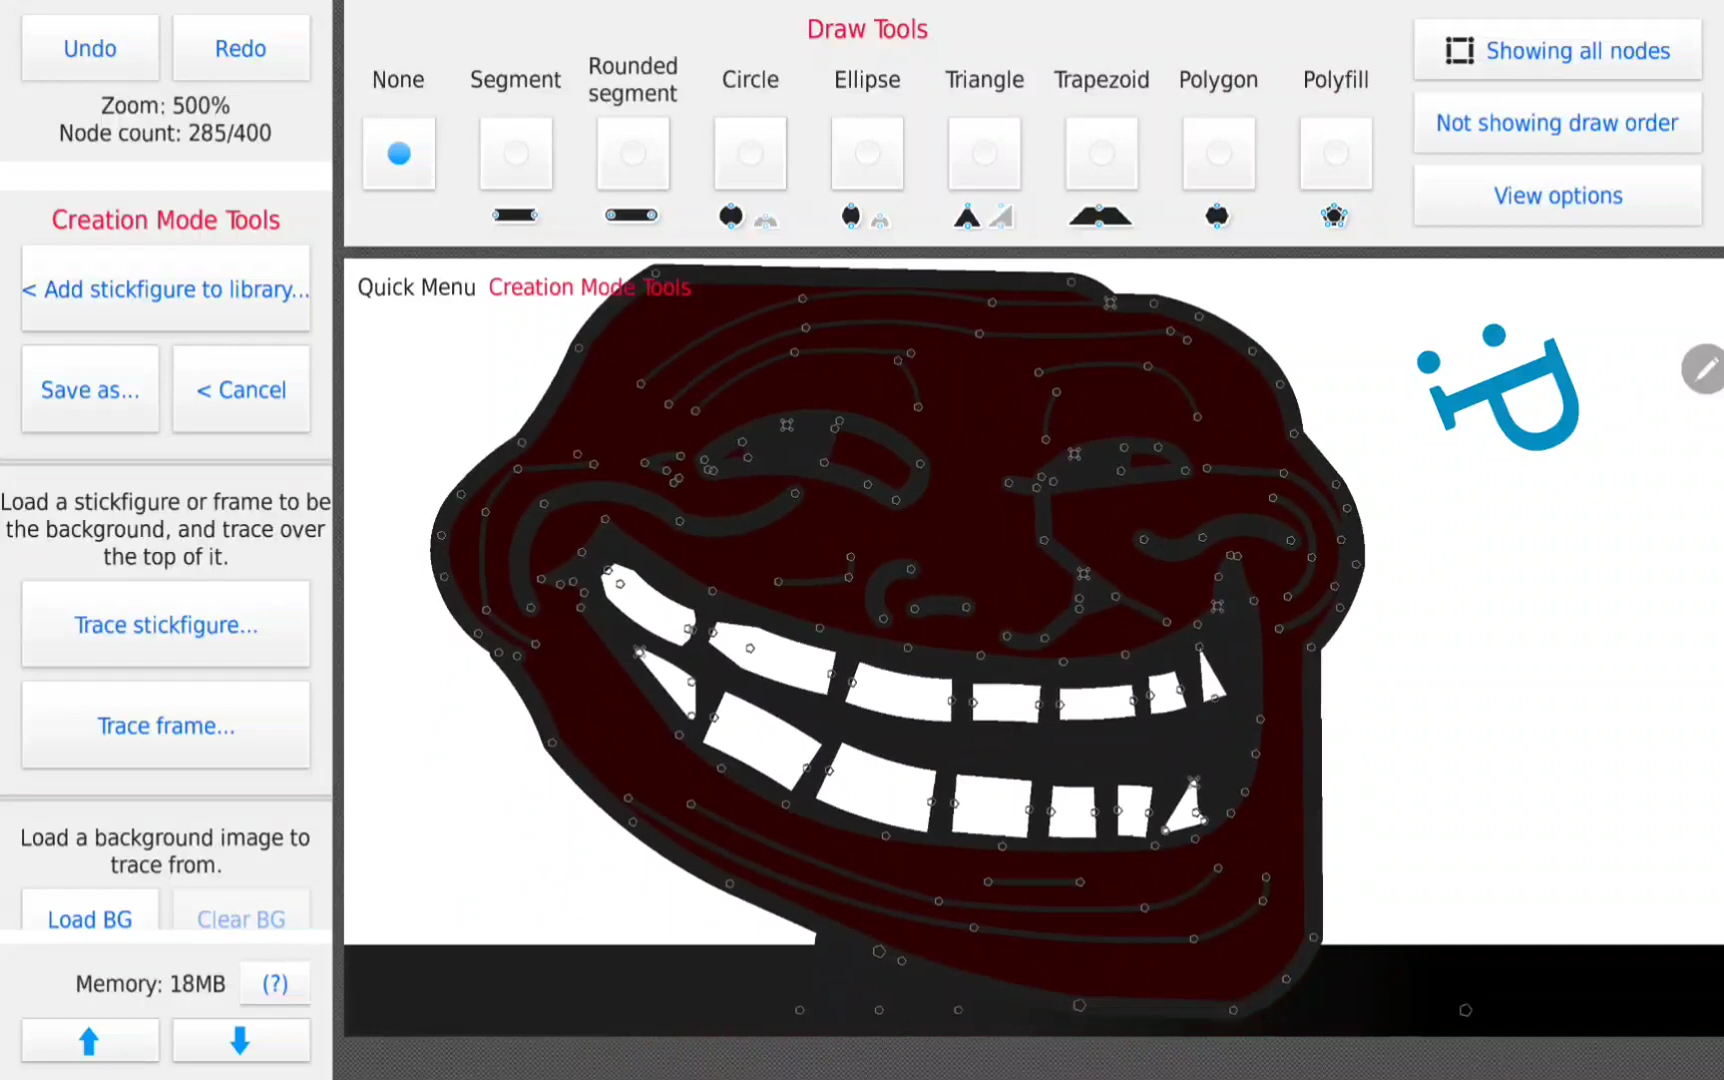 Undo
Redo
Zoom: 500%
Node count: 285/400
Creation Mode Tools
< Add stickfigure to library...
Save as...
< Cancel
Load a stickfigure or frame to be
the background, and trace over
the top of it.
Trace stickfigure...
Trace frame...
Load a background image to
trace from.
Load BG
Clear BG
Memory: 18MB
(?)
Draw Tools
None
Segment
Rounded
segment
Circle
Ellipse
Triangle
Trapezoid
Polygon
Polyfill
Showing all nodes
Not showing draw order
View options
Quick Menu
Creation Mode Tools